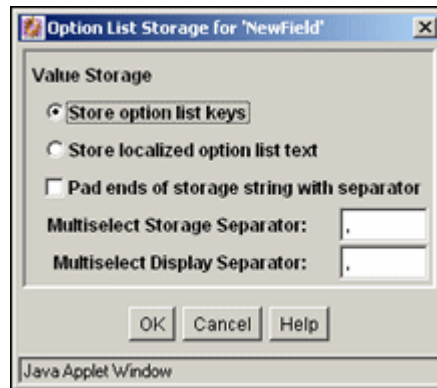 Option List Storage for 'NewField'
Value Storage
Store option list keys
Store localized option list text
Pad ends of storage string with separator
Multiselect Storage Separator: ,
Multiselect Display Separator: ,
OK Cancel Help
Java Applet Window